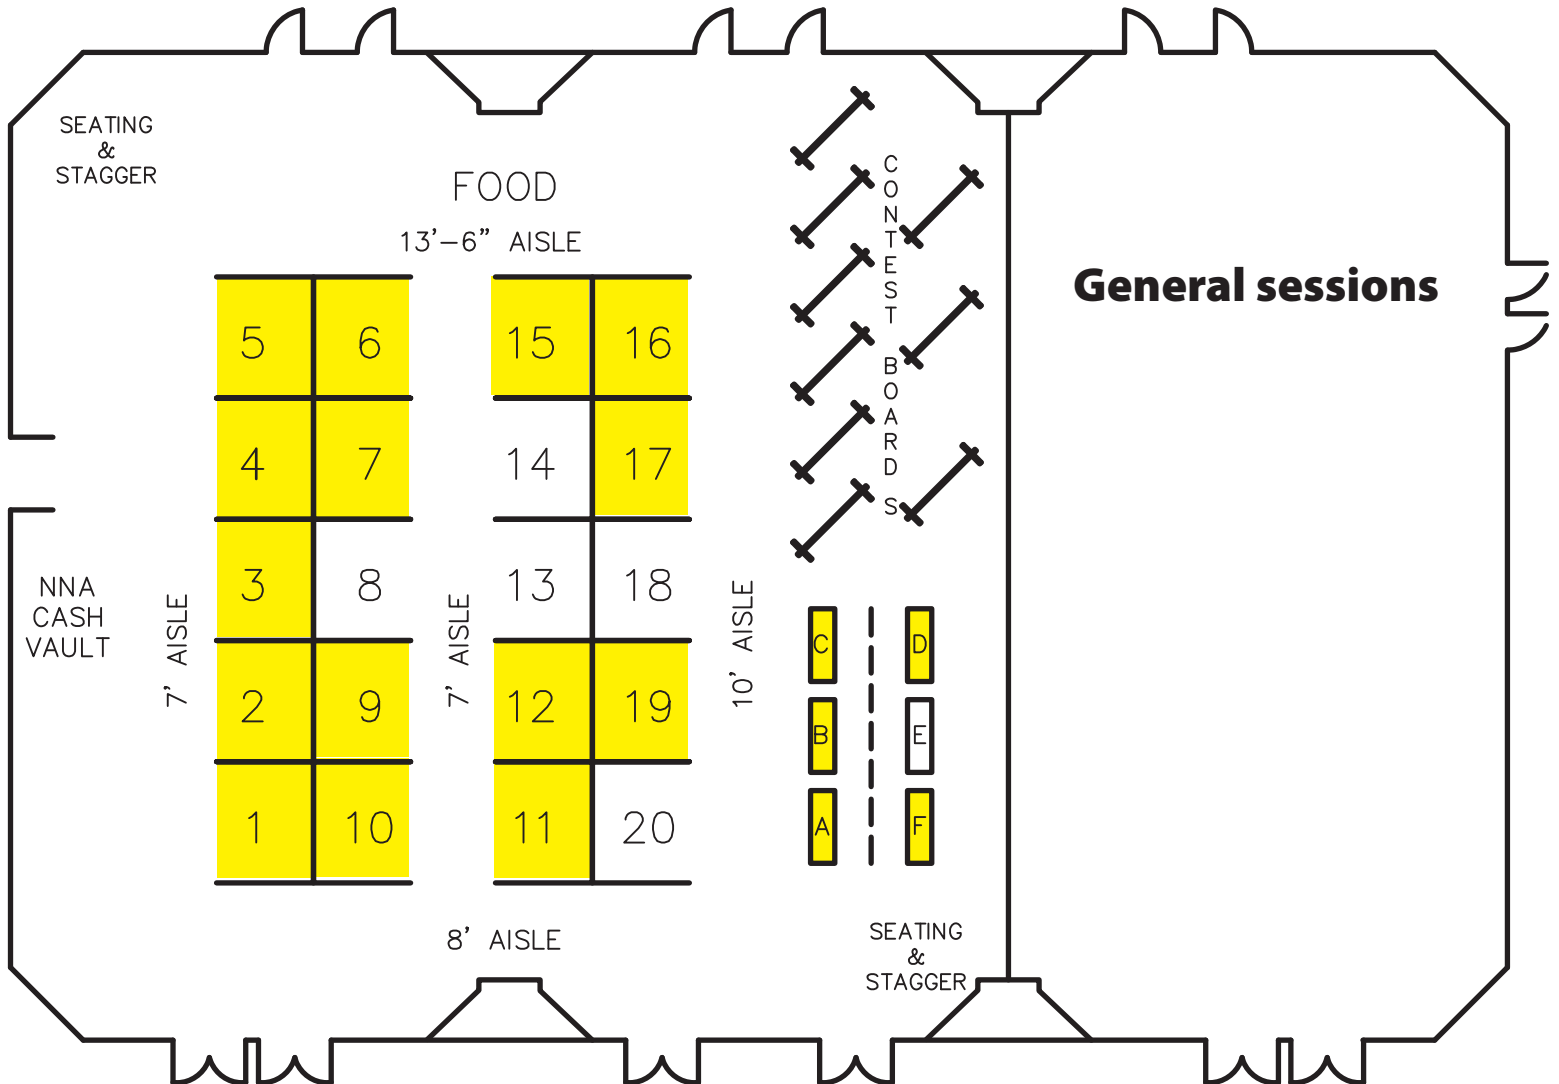 SEATING
&
STAGGER
FOOD
13'-6" AISLE
General sessions
CONTEST BOARDS
5 6 15 16
4 7 14 17
3 8 13 18
2 9 12 19
1 10 11 20
NNA
CASH
VAULT
7' AISLE
7' AISLE
10' AISLE
C D
B E
A F
8' AISLE
SEATING
&
STAGGER